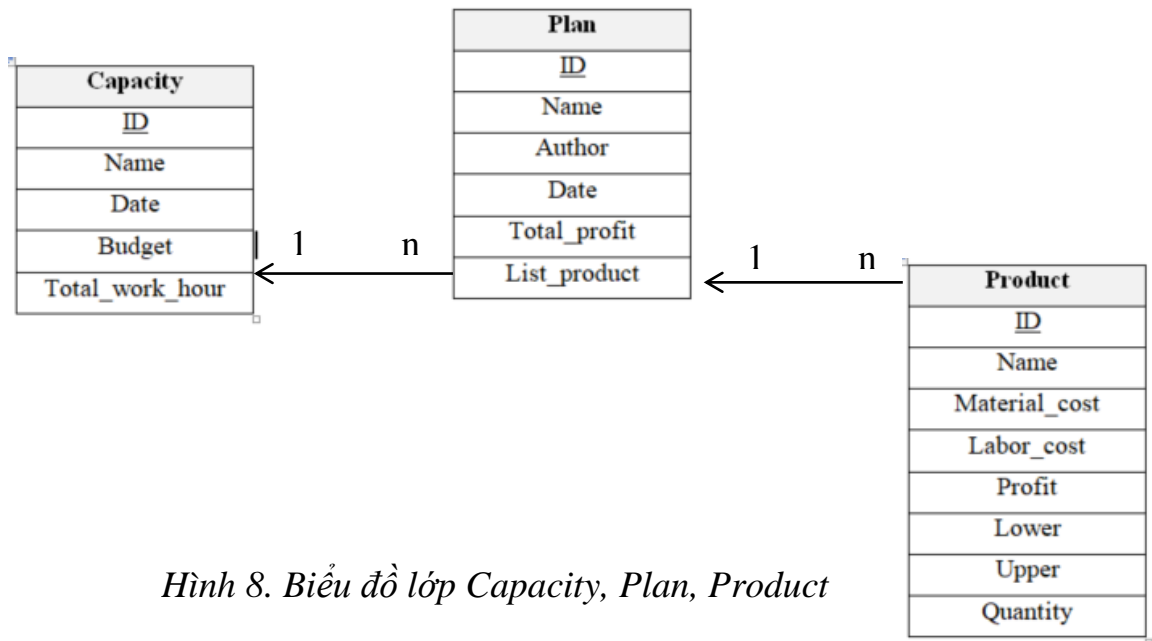 Capacity
ID
Name
Date
Budget
Total_work_hour
1 n
Plan
ID
Name
Author
Date
Total_profit
List_product
1 n
Product
ID
Name
Material_cost
Labor_cost
Profit
Lower
Upper
Quantity
Hình 8. Biểu đồ lớp Capacity, Plan, Product